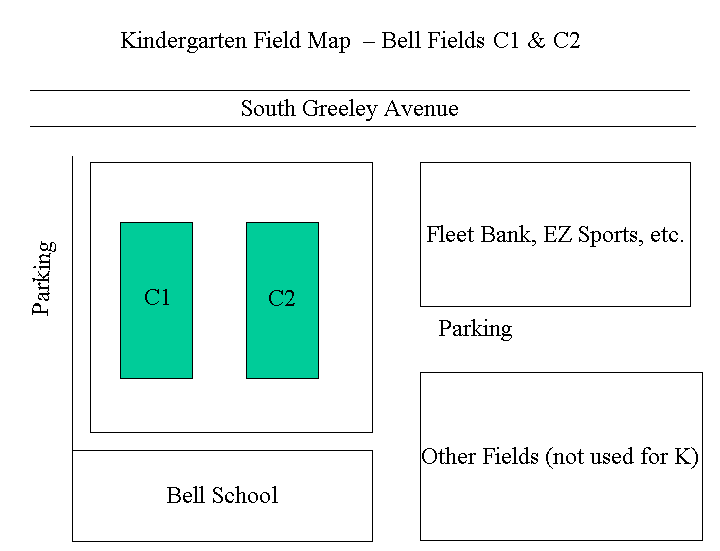 Kindergarten Field Map – Bell Fields C1 & C2
South Greeley Avenue
Parking
C1
C2
Fleet Bank, EZ Sports, etc.
Parking
Other Fields (not used for K)
Bell School